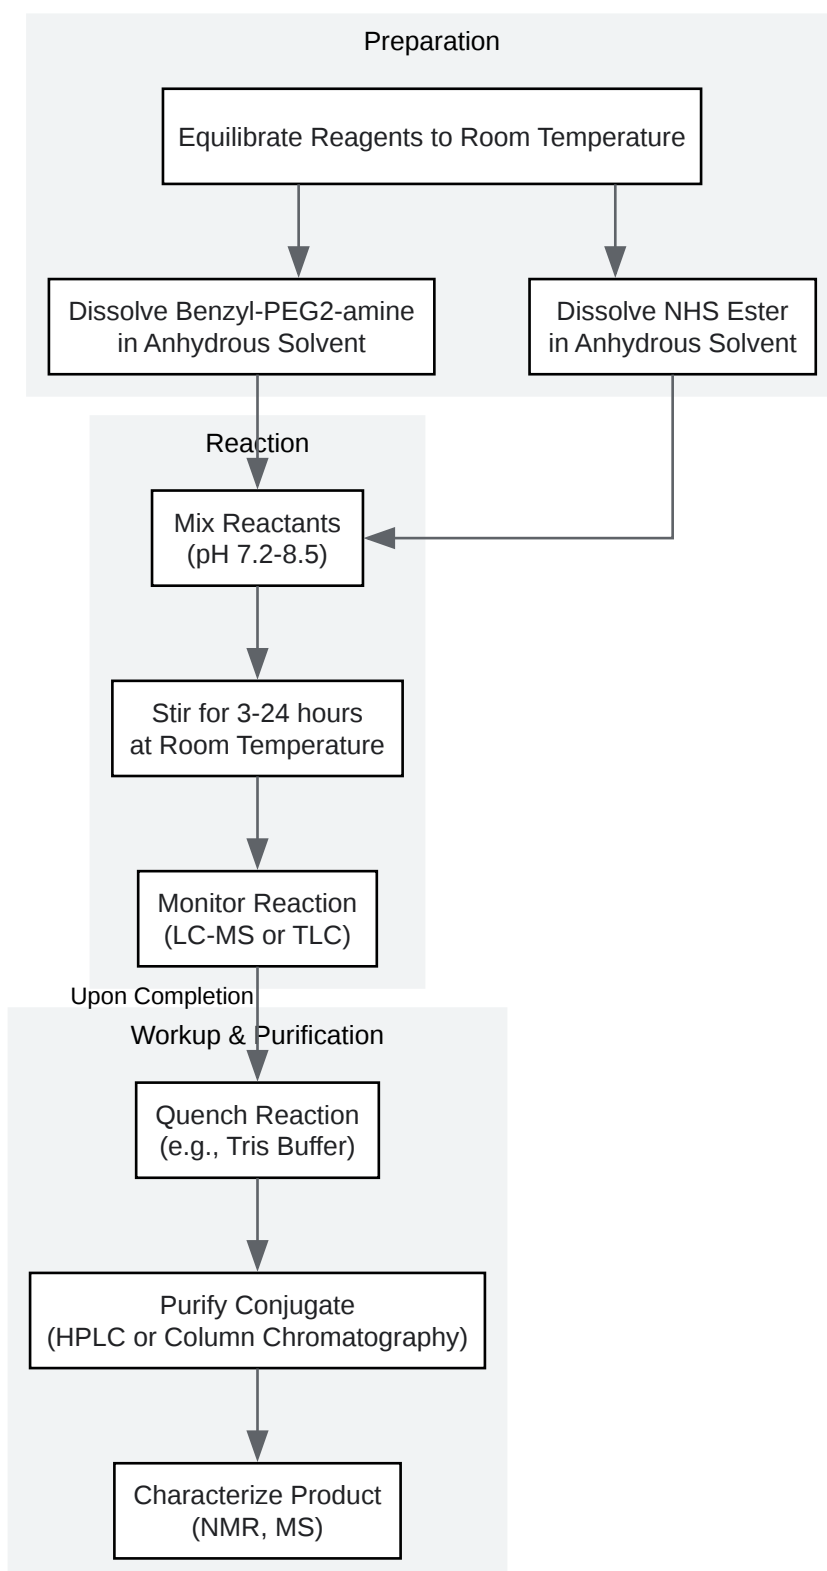 Preparation
Equilibrate Reagents to Room Temperature
Dissolve Benzyl-PEG2-amine
in Anhydrous Solvent
Dissolve NHS Ester
in Anhydrous Solvent
Reaction
Mix Reactants
(pH 7.2-8.5)
Stir for 3-24 hours
at Room Temperature
Monitor Reaction
(LC-MS or TLC)
Upon Completion
Workup & Purification
Quench Reaction
(e.g., Tris Buffer)
Purify Conjugate
(HPLC or Column Chromatography)
Characterize Product
(NMR, MS)